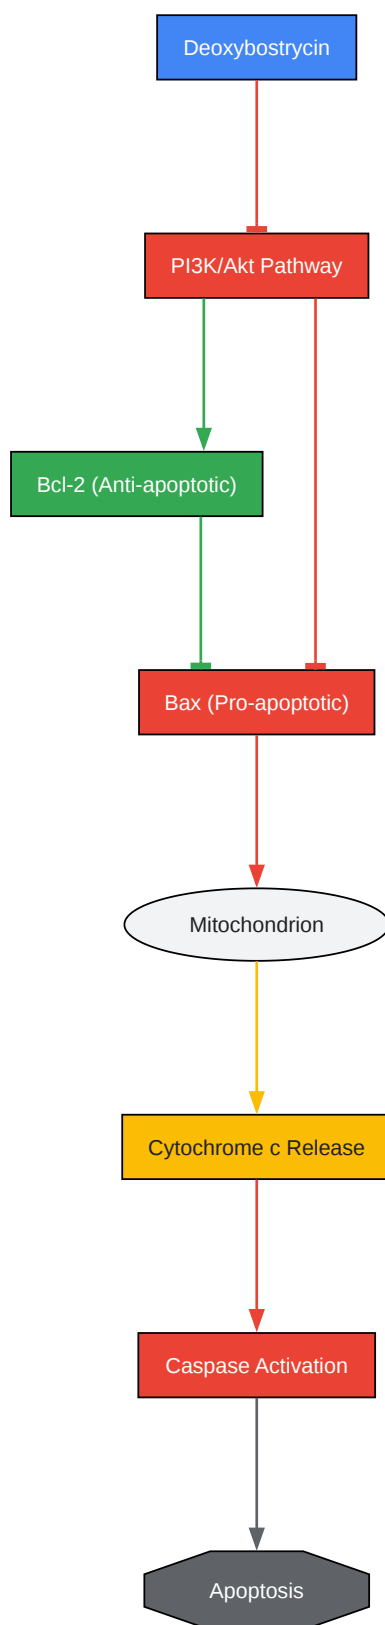 Deoxybostrycin
PI3K/Akt Pathway
Bcl-2 (Anti-apoptotic)
Bax (Pro-apoptotic)
Mitochondrion
Cytochrome c Release
Caspase Activation
Apoptosis